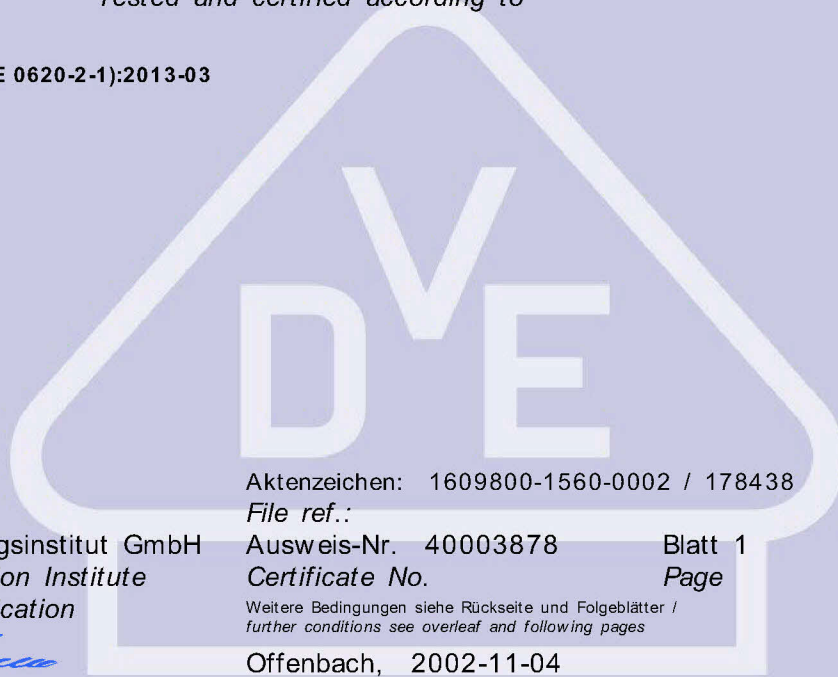 Tested and certified according to
E 0620-2-1):2013-03
VDE
Aktenzeichen: 1609800-1560-0002 / 178438
File ref.:
gsinstitut GmbH Ausweis-Nr. 40003878 Blatt 1
on Institute Certificate No. Page
cation Weitere Bedingungen siehe Rückseite und Folgeblätter /
further conditions see overleaf and following pages
Offenbach, 2002-11-04